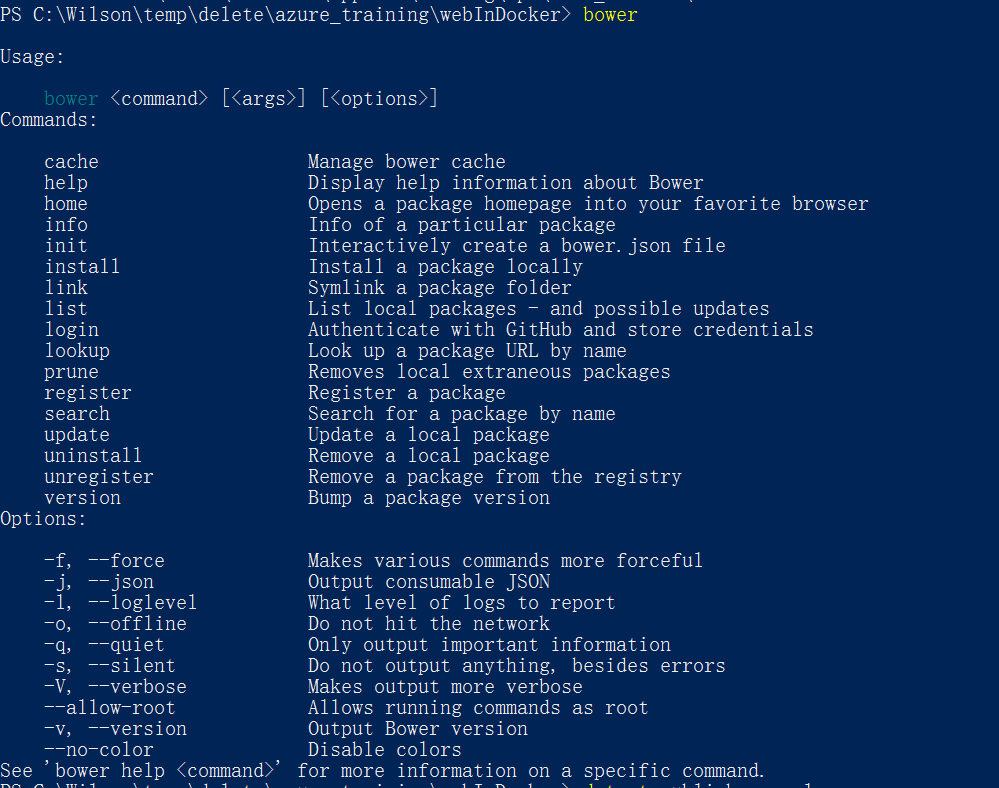 PS C:\Wilson\temp\delete\azure_training\webInDocker> bower
Usage:
bower <command> [<args>] [<options>]
Commands:
cache Manage bower cache
help Display help information about Bower
home Opens a package homepage into your favorite browser
info Info of a particular package
init Interactively create a bower.json file
install Install a package locally
link Symlink a package folder
list List local packages - and possible updates
login Authenticate with GitHub and store credentials
lookup Look up a package URL by name
prune Removes local extraneous packages
register Register a package
search Search for a package by name
update Update a local package
uninstall Remove a local package
unregister Remove a package from the registry
version Bump a package version
Options:
-f, --force Makes various commands more forceful
-j, --json Output consumable JSON
-l, --loglevel What level of logs to report
-o, --offline Do not hit the network
-q, --quiet Only output important information
-s, --silent Do not output anything, besides errors
-V, --verbose Makes output more verbose
--allow-root Allows running commands as root
-v, --version Output Bower version
--no-color Disable colors
See 'bower help <command>' for more information on a specific command.